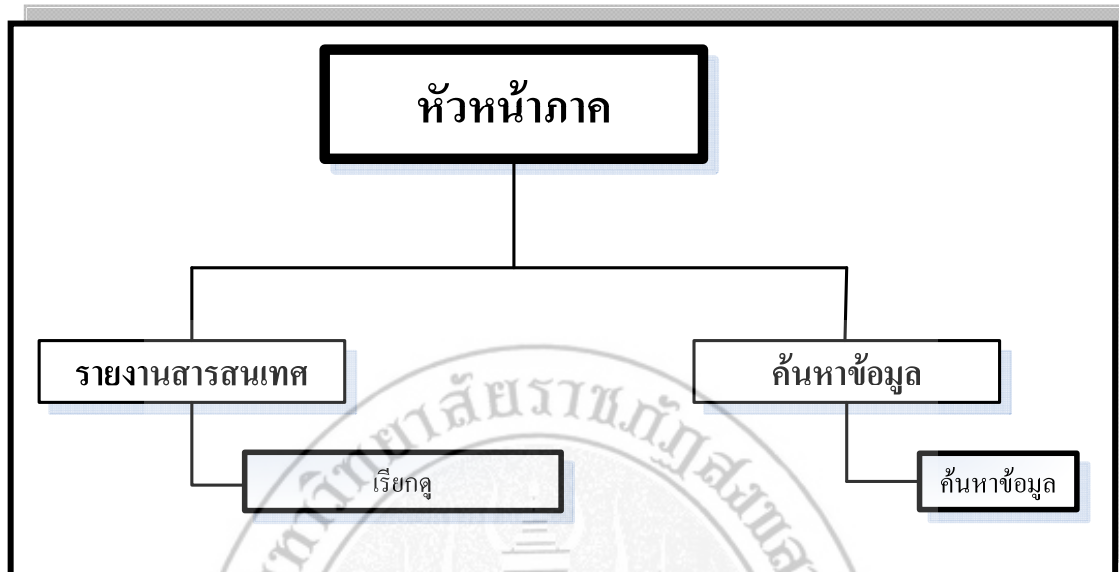 หัวหน้าภาค
รายงานสารสนเทศ
ค้นหาข้อมูล
เรียกดู
ค้นหาข้อมูล